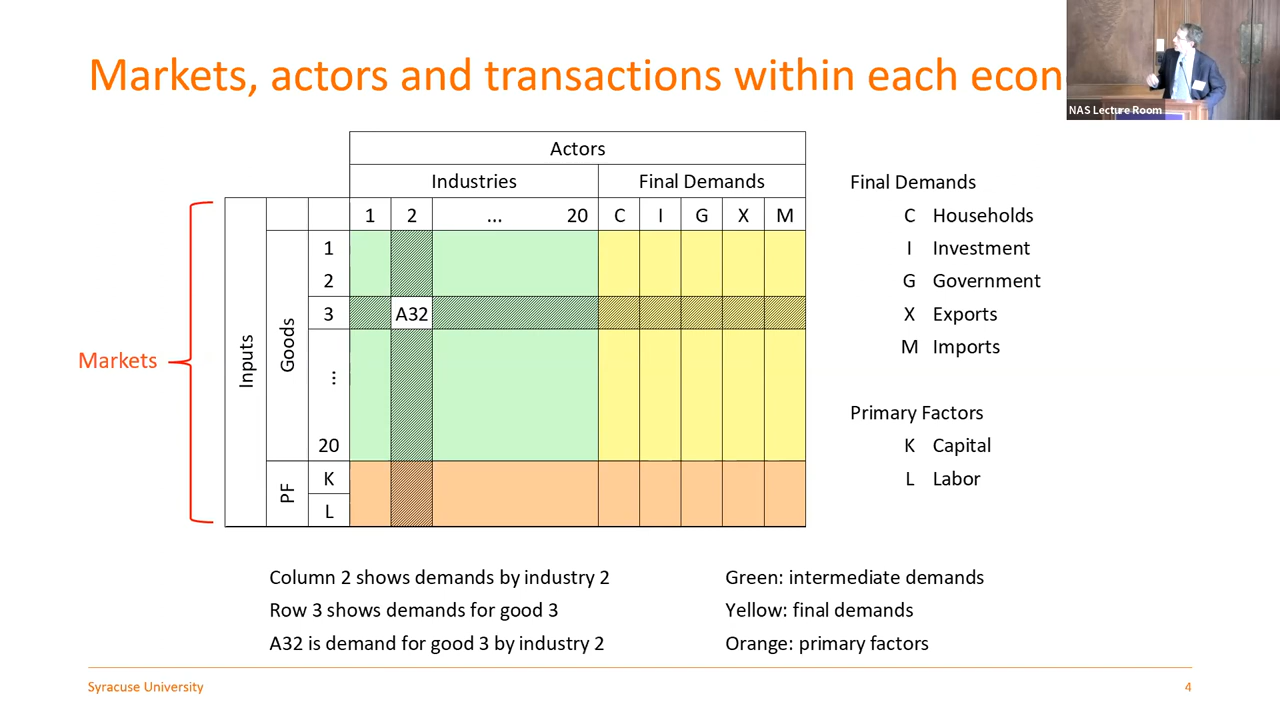 Markets, actors and transactions within each econ
NAS Lecture Room
Actors
Industries Final Demands
1 2 ... 20 C I G X M
Markets
Inputs
Goods
1
2
3 A32
...
20
PF
K
L
Final Demands
C Households
I Investment
G Government
X Exports
M Imports
Primary Factors
K Capital
L Labor
Column 2 shows demands by industry 2
Row 3 shows demands for good 3
A32 is demand for good 3 by industry 2
Green: intermediate demands
Yellow: final demands
Orange: primary factors
Syracuse University
4